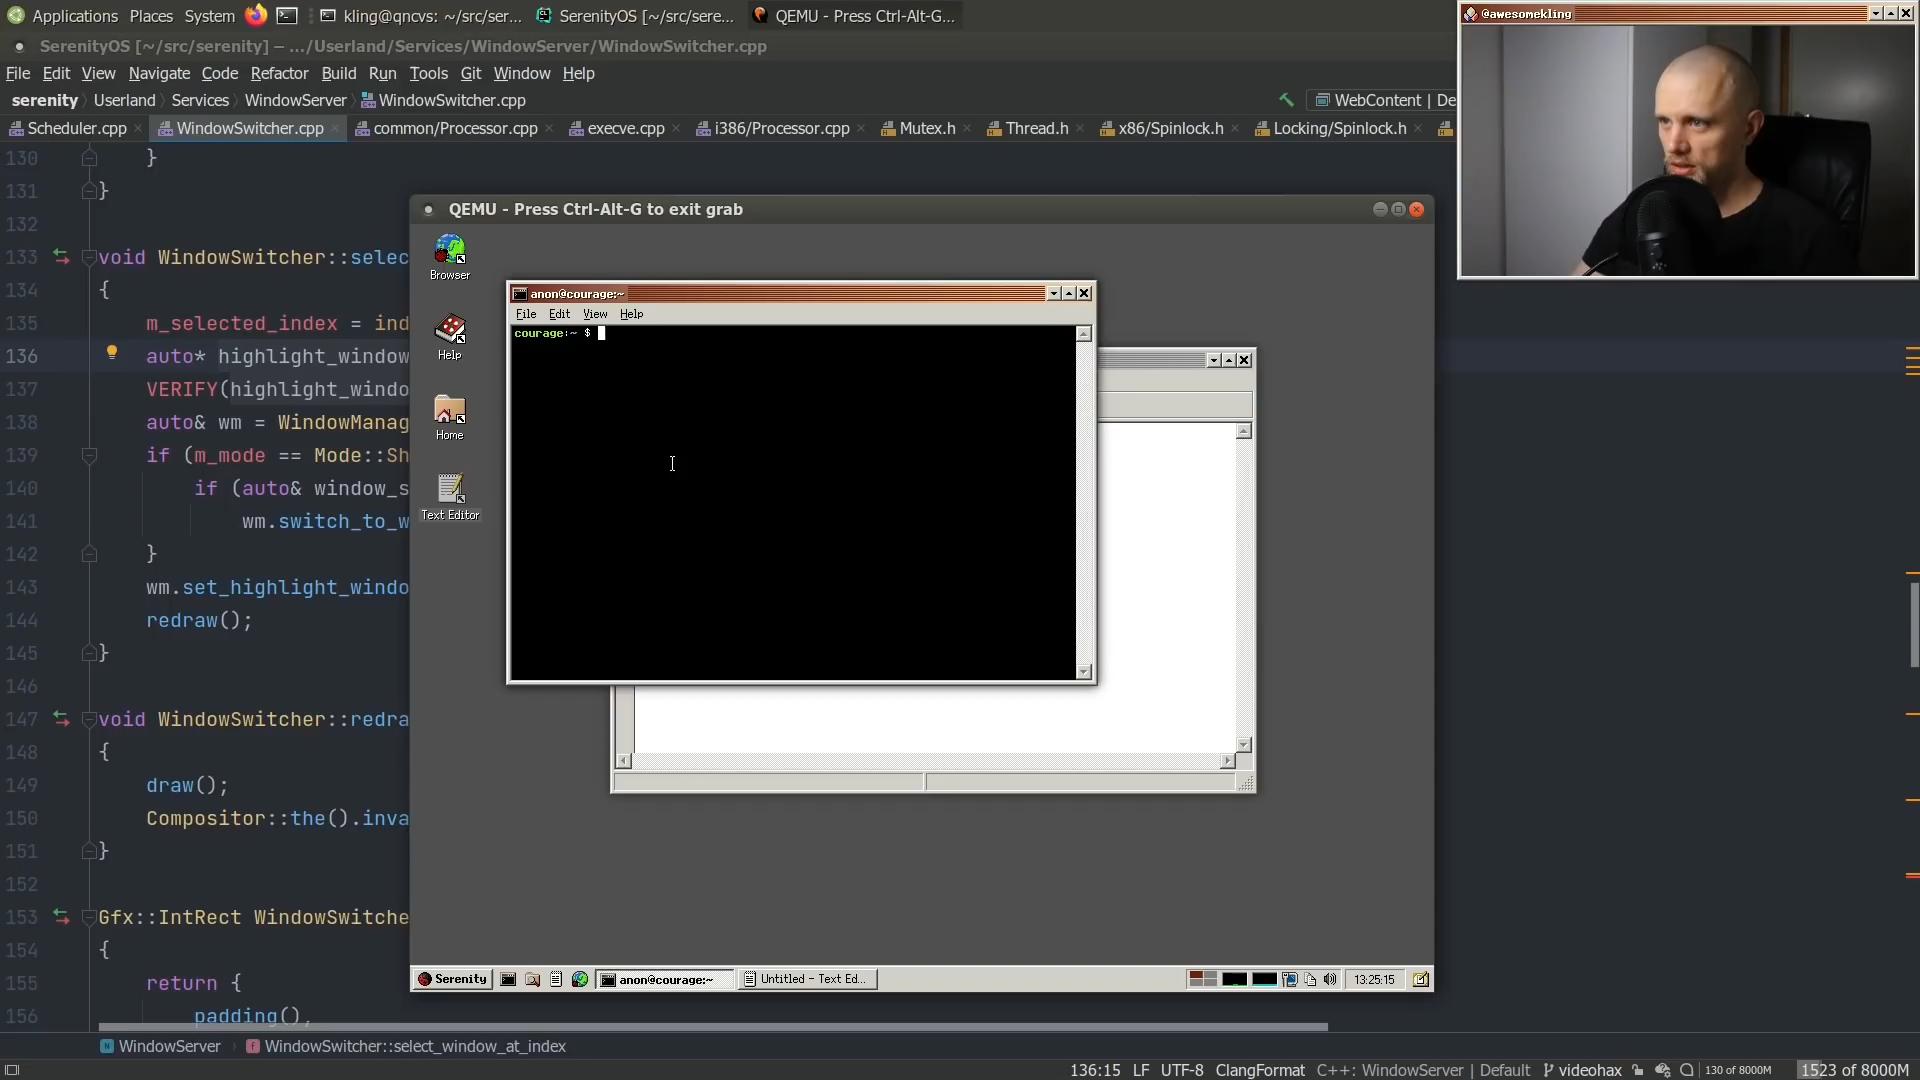 Applications Places System kling@qncvs: ~/src/ser... SerenityOS [~/src/sere... QEMU - Press Ctrl-Alt-G...
@awesomekling
SerenityOS [~/src/serenity] – .../Userland/Services/WindowServer/WindowSwitcher.cpp
File Edit View Navigate Code Refactor Build Run Tools Git Window Help
serenity Userland Services WindowServer WindowSwitcher.cpp WebContent | De
Scheduler.cpp WindowSwitcher.cpp common/Processor.cpp execve.cpp i386/Processor.cpp Mutex.h Thread.h x86/Spinlock.h Locking/Spinlock.h
130 }
131 }
132
133 void WindowSwitcher::selec
134 {
135 m_selected_index = ind
136 auto* highlight_window
137 VERIFY(highlight_windo
138 auto& wm = WindowManag
139 if (m_mode == Mode::Sh
140 if (auto& window_s
141 wm.switch_to_w
142 }
143 wm.set_highlight_windo
144 redraw();
145 }
146
147 void WindowSwitcher::redra
148 {
149 draw();
150 Compositor::the().inva
151 }
152
153 Gfx::IntRect WindowSwitche
154 {
155 return {
156 padding(),
QEMU - Press Ctrl-Alt-G to exit grab
Browser
Help
Home
Text Editor
anon@courage:~
File Edit View Help
courage:~ $
Serenity anon@courage:~ Untitled - Text Ed... 13:25:15
WindowServer WindowSwitcher::select_window_at_index
136:15 LF UTF-8 ClangFormat C++: WindowServer | Default videohax 130 of 8000M 1523 of 8000M